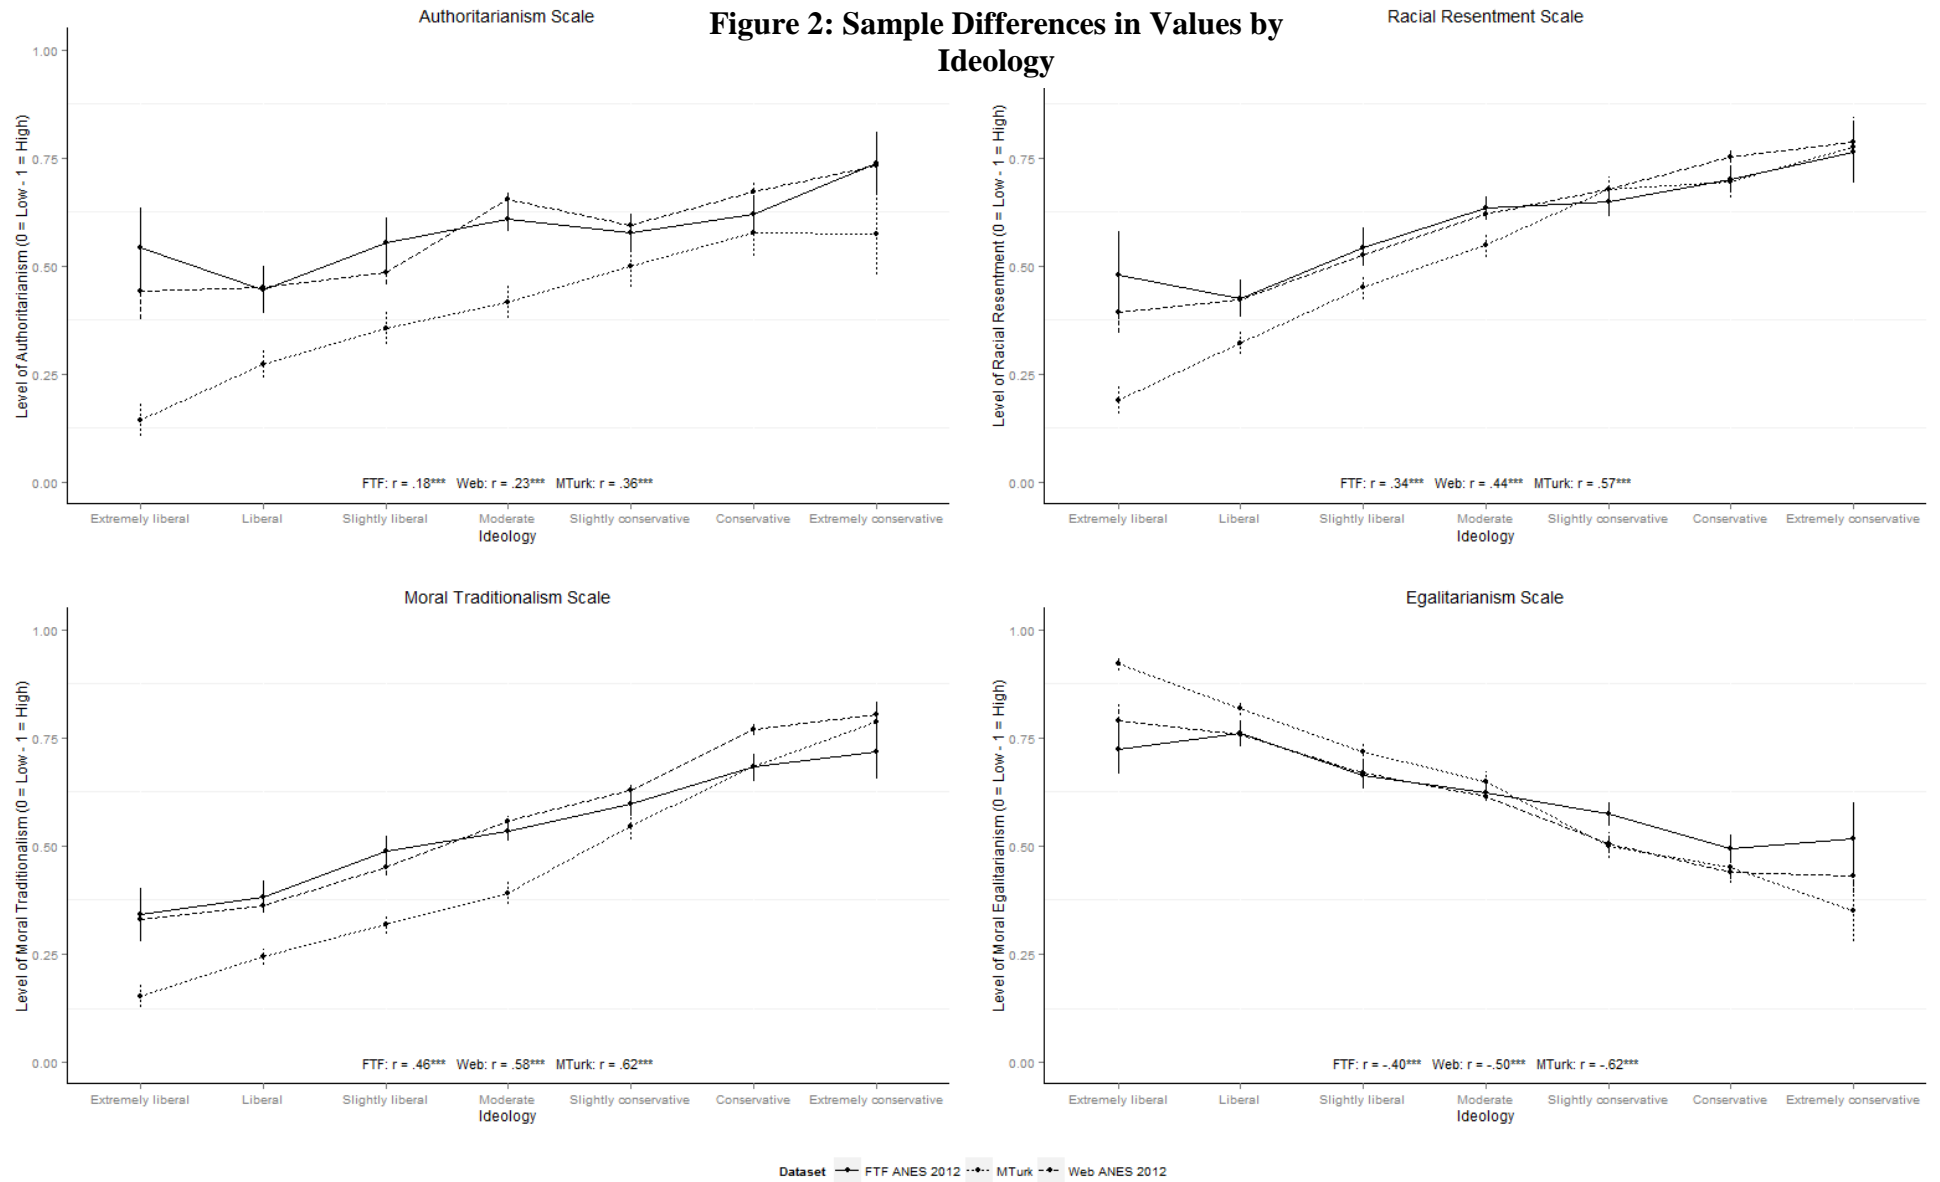 Figure 2: Sample Differences in Values by
Ideology
Authoritarianism Scale
Level of Authoritarianism (0 = Low - 1 = High)
1.00
0.75
0.50
0.25
0.00
FTF: r = .18*** Web: r = .23*** MTurk: r = .36***
Extremely liberal Liberal Slightly liberal Moderate Slightly conservative Conservative Extremely conservative
Ideology
Racial Resentment Scale
Level of Racial Resentment (0 = Low - 1 = High)
0.75
0.50
0.25
0.00
FTF: r = .34*** Web: r = .44*** MTurk: r = .57***
Extremely liberal Liberal Slightly liberal Moderate Slightly conservative Conservative Extremely conservative
Ideology
Moral Traditionalism Scale
Level of Moral Traditionalism (0 = Low - 1 = High)
1.00
0.75
0.50
0.25
0.00
FTF: r = .46*** Web: r = .58*** MTurk: r = .62***
Extremely liberal Liberal Slightly liberal Moderate Slightly conservative Conservative Extremely conservative
Ideology
Egalitarianism Scale
Level of Moral Egalitarianism (0 = Low - 1 = High)
1.00
0.75
0.50
0.25
0.00
FTF: r = -.40*** Web: r = -.50*** MTurk: r = -.62***
Extremely liberal Liberal Slightly liberal Moderate Slightly conservative Conservative Extremely conservative
Ideology
Dataset FTF ANES 2012 MTurk Web ANES 2012